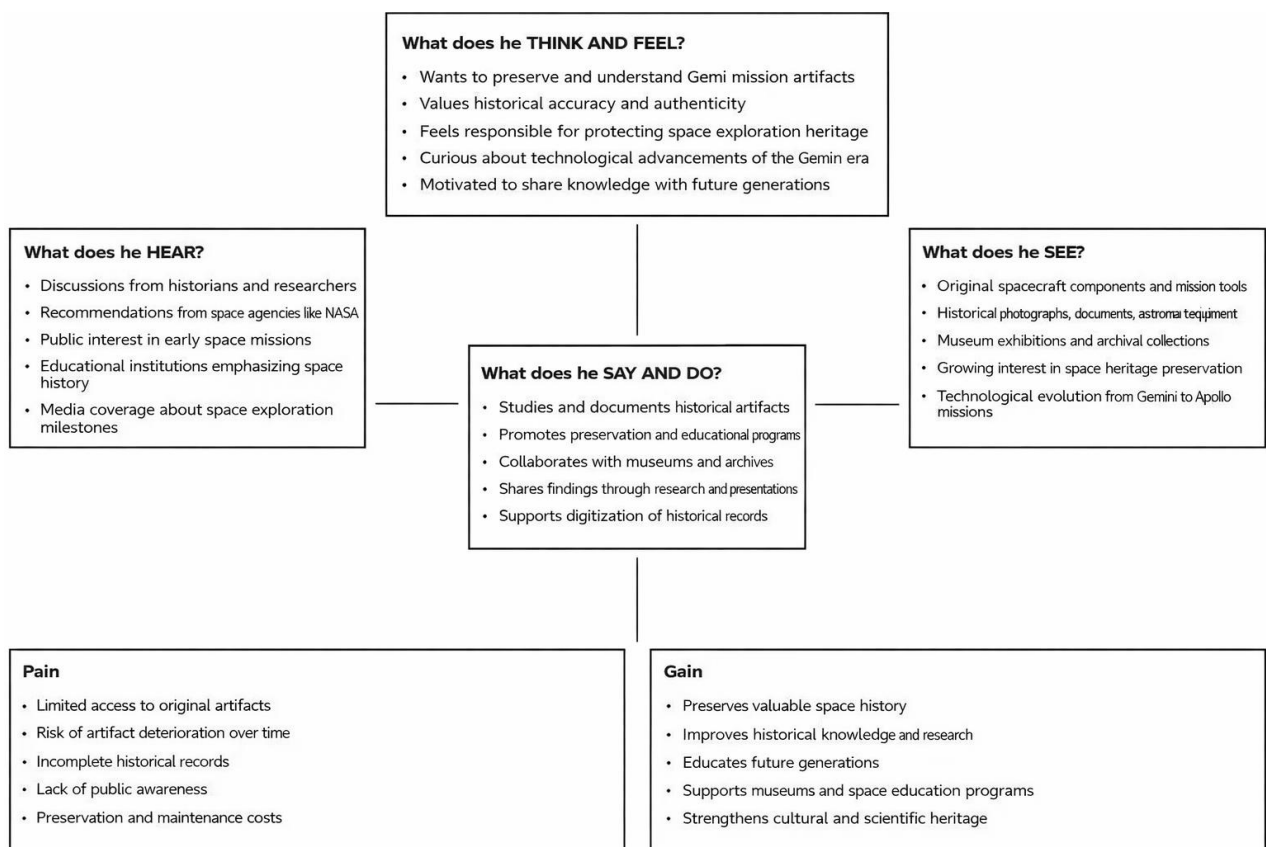 What does he THINK AND FEEL?
• Wants to preserve and understand Gemi mission artifacts
• Values historical accuracy and authenticity
• Feels responsible for protecting space exploration heritage
• Curious about technological advancements of the Gemin era
• Motivated to share knowledge with future generations
What does he HEAR?
• Discussions from historians and researchers
• Recommendations from space agencies like NASA
• Public interest in early space missions
• Educational institutions emphasizing space
history
• Media coverage about space exploration
milestones
What does he SEE?
• Original spacecraft components and mission tools
• Historical photographs, documents,
• Museum exhibitions and archival collections
• Growing interest in space heritage preservation
• Technological evolution from Gemini to Apollo
missions
What does he SAY AND DO?
• Studies and documents historical artifacts
• Promotes preservation and educational programs
• Collaborates with museums and archives
• Shares findings through research and presentations
• Supports digitization of historical records
Pain
• Limited access to original artifacts
• Risk of artifact deterioration over time
• Incomplete historical records
• Lack of public awareness
• Preservation and maintenance costs
Gain
• Preserves valuable space history
• Improves historical knowledge and research
• Educates future generations
• Supports museums and space education programs
• Strengthens cultural and scientific heritage